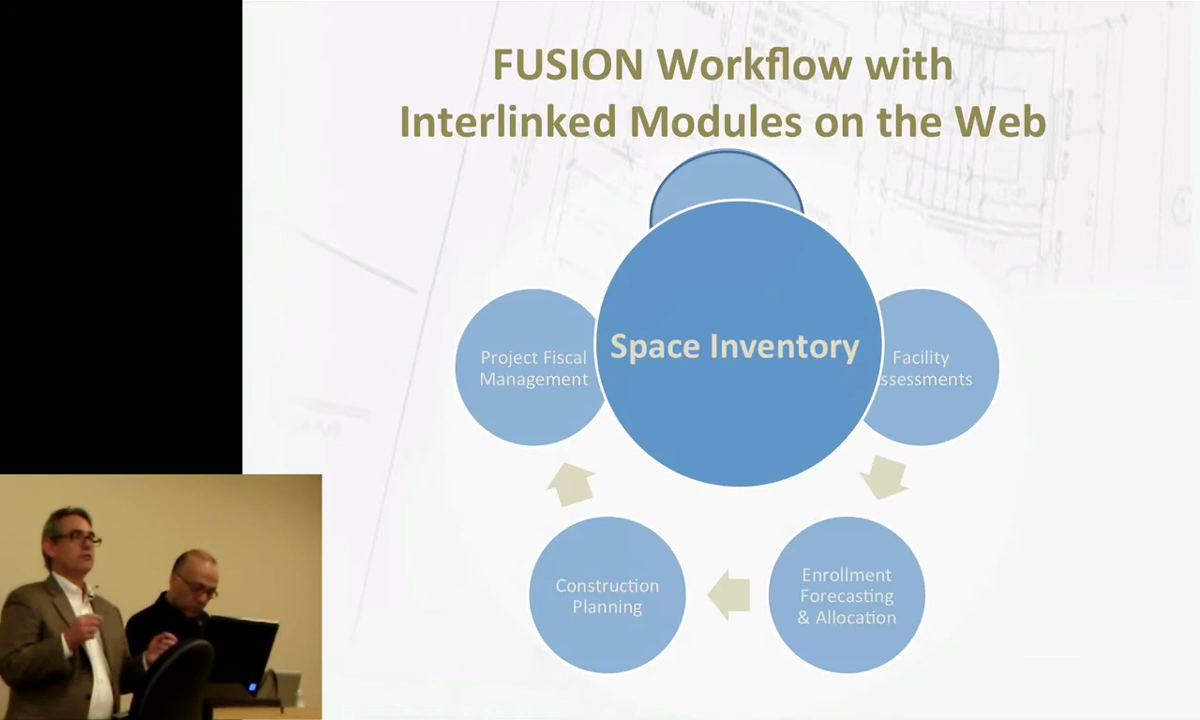 FUSION Workflow with
Interlinked Modules on the Web
Space Inventory
Project Fiscal
Management
Facility
ssessments
Enrollment
Forecasting
& Allocation
Construction
Planning